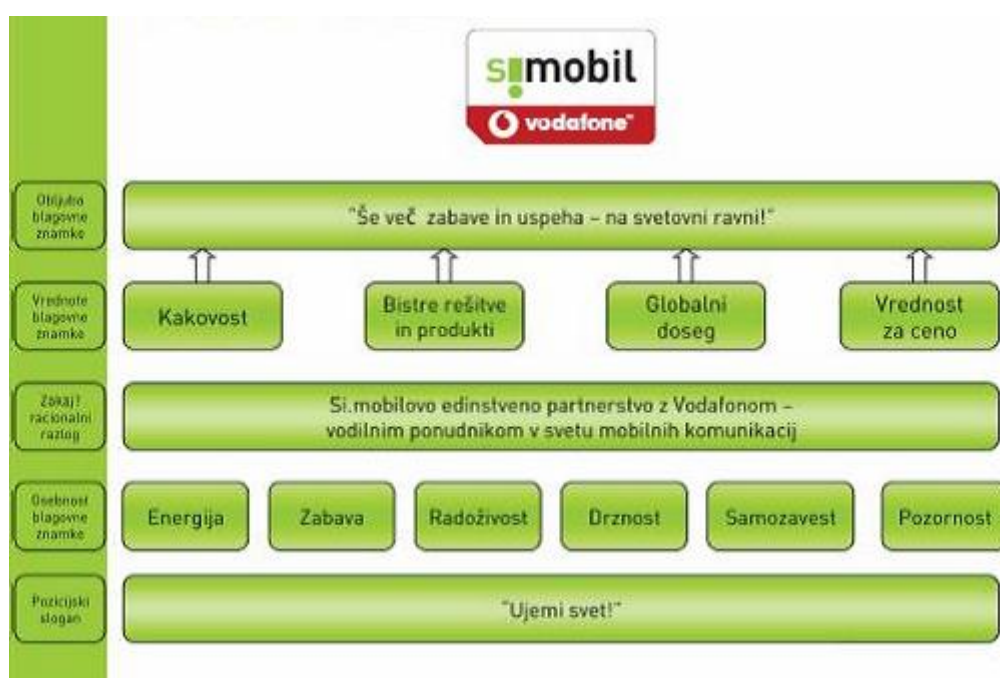 si.mobil
vodafone™
Obljuba
blagovne
znamke
"Še več zabave in uspeha – na svetovni ravni!"
Vrednote
blagovne
znamke
Kakovost
Bistre rešitve
in produkti
Globalni
doseg
Vrednost
za ceno
Zakaj?
racionalni
razlog
Si.mobilovo edinstveno partnerstvo z Vodafonom –
vodilnim ponudnikom v svetu mobilnih komunikacij
Osebnost
blagovne
znamke
Energija
Zabava
Radoživost
Drznost
Samozavest
Pozornost
Pozicijski
slogan
"Ujemi svet!"